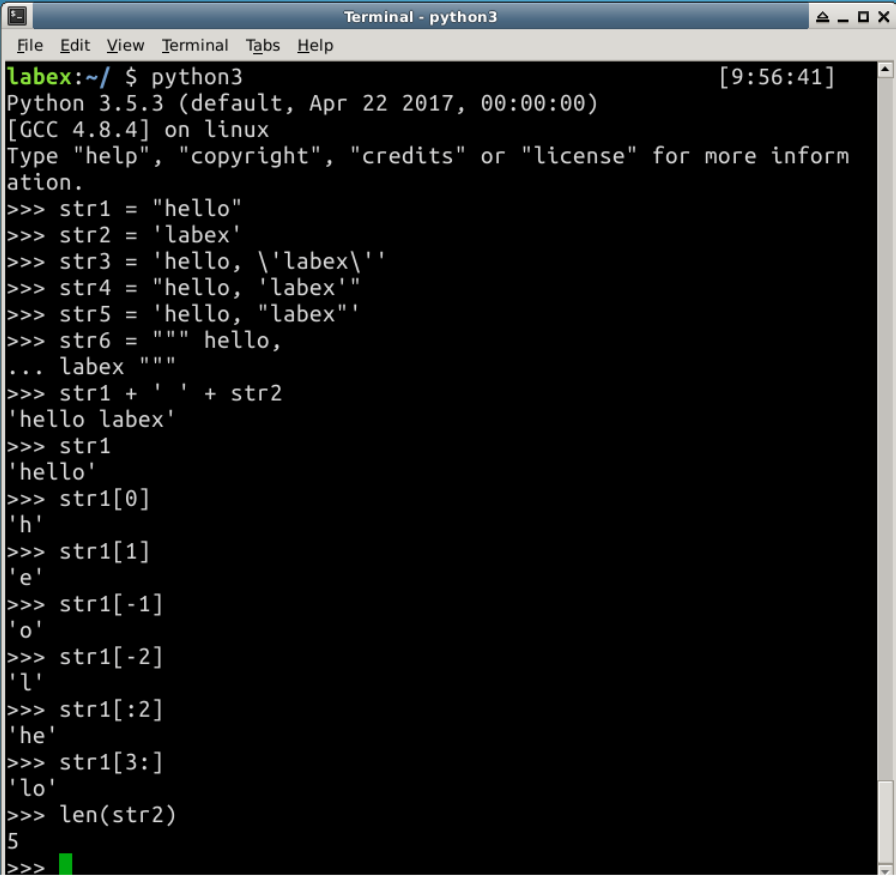 Terminal - python3
File Edit View Terminal Tabs Help
labex:~/ $ python3 [9:56:41]
Python 3.5.3 (default, Apr 22 2017, 00:00:00)
[GCC 4.8.4] on linux
Type "help", "copyright", "credits" or "license" for more inform
ation.
>>> str1 = "hello"
>>> str2 = 'labex'
>>> str3 = 'hello, \'labex\''
>>> str4 = "hello, 'labex'"
>>> str5 = 'hello, "labex"'
>>> str6 = """ hello,
... labex """
>>> str1 + ' ' + str2
'hello labex'
>>> str1
'hello'
>>> str1[0]
'h'
>>> str1[1]
'e'
>>> str1[-1]
'o'
>>> str1[-2]
'l'
>>> str1[:2]
'he'
>>> str1[3:]
'lo'
>>> len(str2)
5
>>>